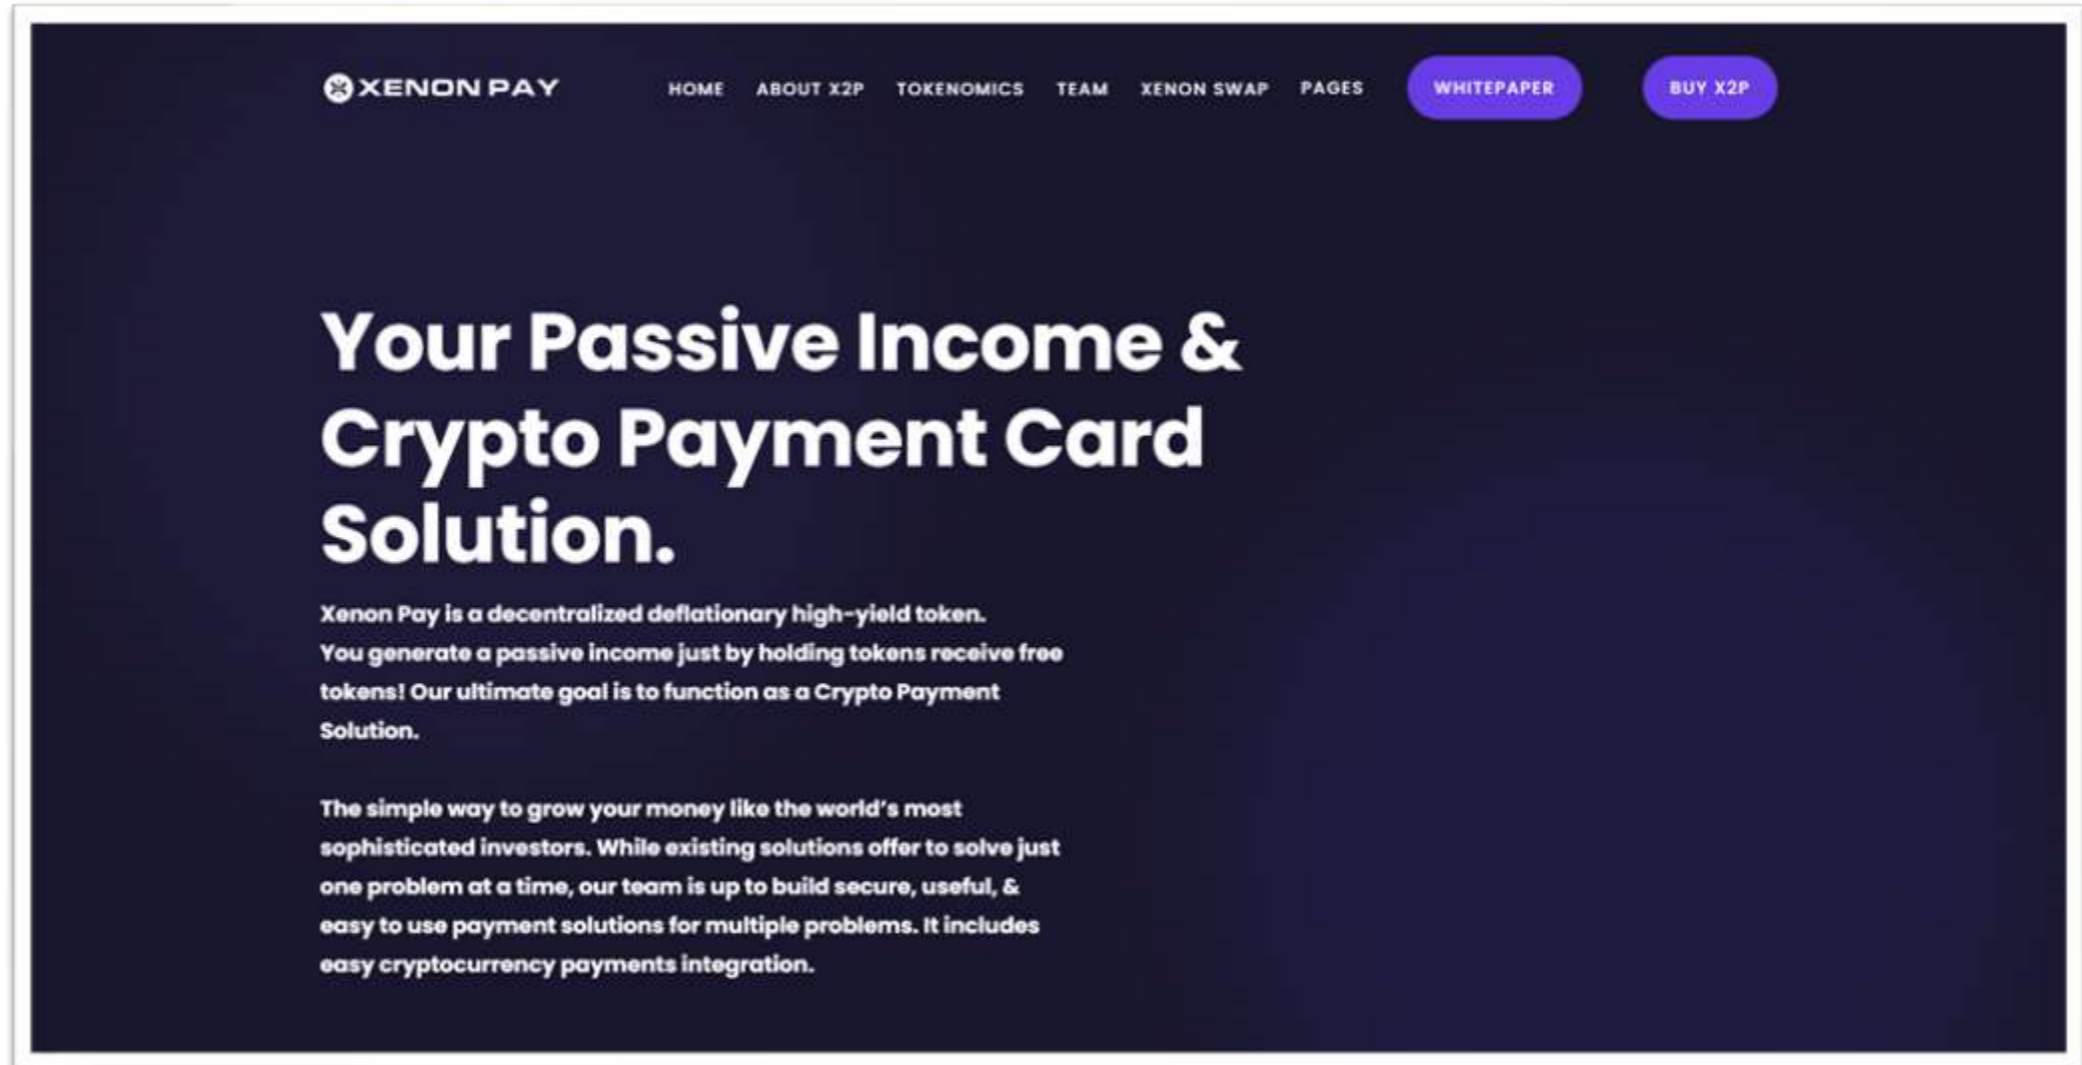 XENON PAY
HOME ABOUT X2P TOKENOMICS TEAM XENON SWAP PAGES WHITEPAPER BUY X2P
Your Passive Income &
Crypto Payment Card
Solution.
Xenon Pay is a decentralized deflationary high-yield token.
You generate a passive income just by holding tokens receive free
tokens! Our ultimate goal is to function as a Crypto Payment
Solution.
The simple way to grow your money like the world's most
sophisticated investors. While existing solutions offer to solve just
one problem at a time, our team is up to build secure, useful, &
easy to use payment solutions for multiple problems. It includes
easy cryptocurrency payments integration.